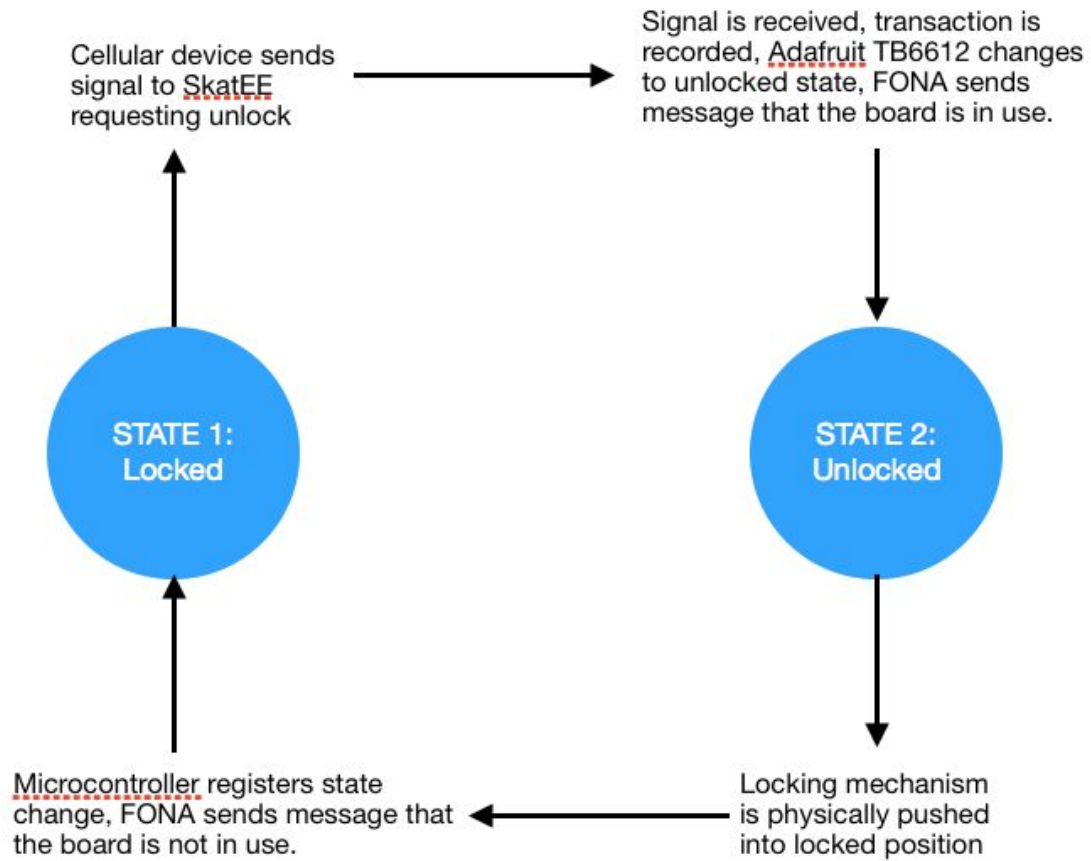 Cellular device sends
signal to SkatEE
requesting unlock
Signal is received, transaction is
recorded, Adafruit TB6612 changes
to unlocked state, FONA sends
message that the board is in use.
STATE 1:
Locked
STATE 2:
Unlocked
Microcontroller registers state
change, FONA sends message that
the board is not in use.
Locking mechanism
is physically pushed
into locked position